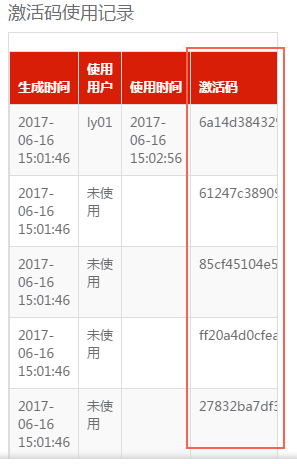 激活码使用记录
生成时间 使用用户 使用时间 激活码
2017-06-16 15:01:46 ly01 2017-06-16 15:02:56 6a14d384329
2017-06-16 15:01:46 未使用 61247c38909
2017-06-16 15:01:46 未使用 85cf45104e5
2017-06-16 15:01:46 未使用 ff20a4d0cfea
2017-06-16 15:01:46 未使用 27832ba7df3